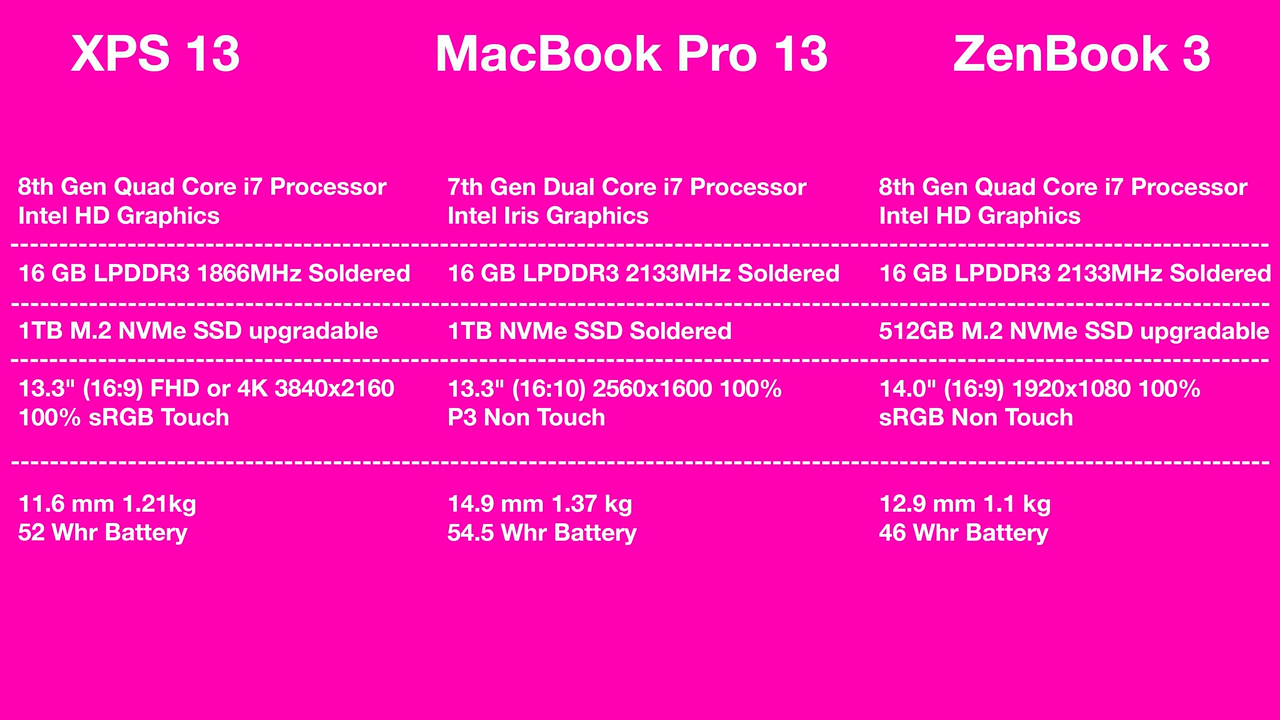 XPS 13 MacBook Pro 13 ZenBook 3
8th Gen Quad Core i7 Processor 7th Gen Dual Core i7 Processor 8th Gen Quad Core i7 Processor
Intel HD Graphics Intel Iris Graphics Intel HD Graphics
16 GB LPDDR3 1866MHz Soldered 16 GB LPDDR3 2133MHz Soldered 16 GB LPDDR3 2133MHz Soldered
1TB M.2 NVMe SSD upgradable 1TB NVMe SSD Soldered 512GB M.2 NVMe SSD upgradable
13.3" (16:9) FHD or 4K 3840x2160 13.3" (16:10) 2560x1600 100% 14.0" (16:9) 1920x1080 100%
100% sRGB Touch P3 Non Touch sRGB Non Touch
11.6 mm 1.21kg 14.9 mm 1.37 kg 12.9 mm 1.1 kg
52 Whr Battery 54.5 Whr Battery 46 Whr Battery